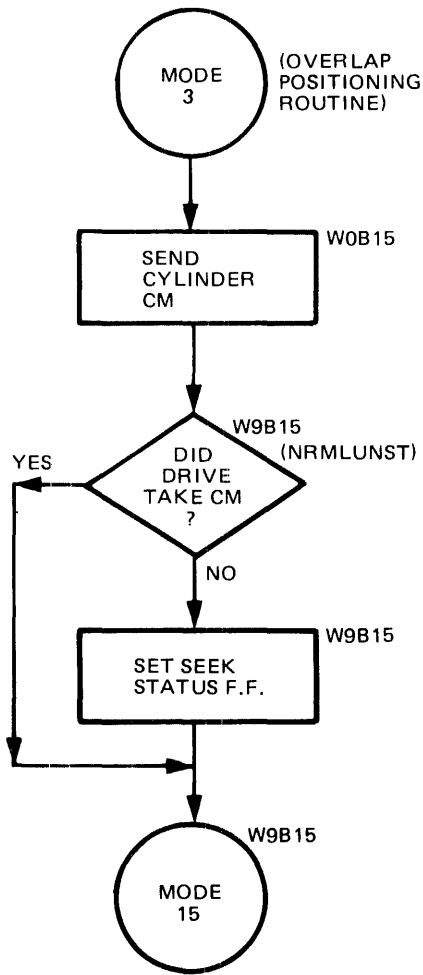 MODE
3
(OVERLAP
POSITIONING
ROUTINE)
W0B15
SEND
CYLINDER
CM
W9B15
(NRMLUNST)
DID
DRIVE
TAKE CM
?
YES
NO
W9B15
SET SEEK
STATUS F.F.
W9B15
MODE
15